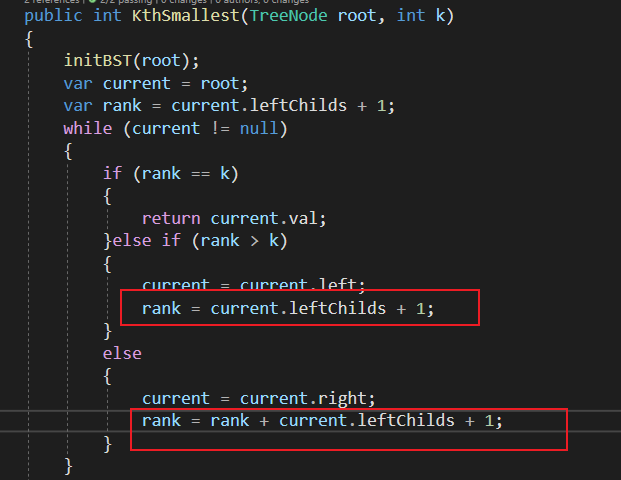 2 references | 2/2 passing | 0 changes | 0 authors, 0 changes
public int KthSmallest(TreeNode root, int k)
{
initBST(root);
var current = root;
var rank = current.leftChilds + 1;
while (current != null)
{
if (rank == k)
{
return current.val;
}else if (rank > k)
{
current = current.left;
rank = current.leftChilds + 1;
}
else
{
current = current.right;
rank = rank + current.leftChilds + 1;
}
}